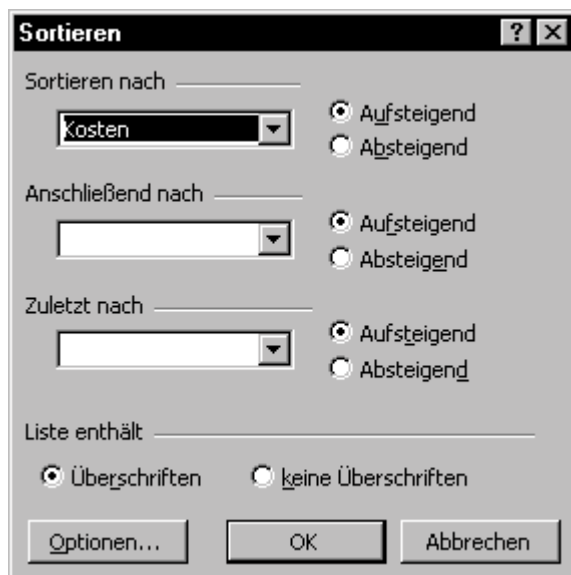 Sortieren
Sortieren nach
Kosten
Aufsteigend
Absteigend
Anschließend nach
Aufsteigend
Absteigend
Zuletzt nach
Aufsteigend
Absteigend
Liste enthält
Überschriften keine Überschriften
Optionen... OK Abbrechen